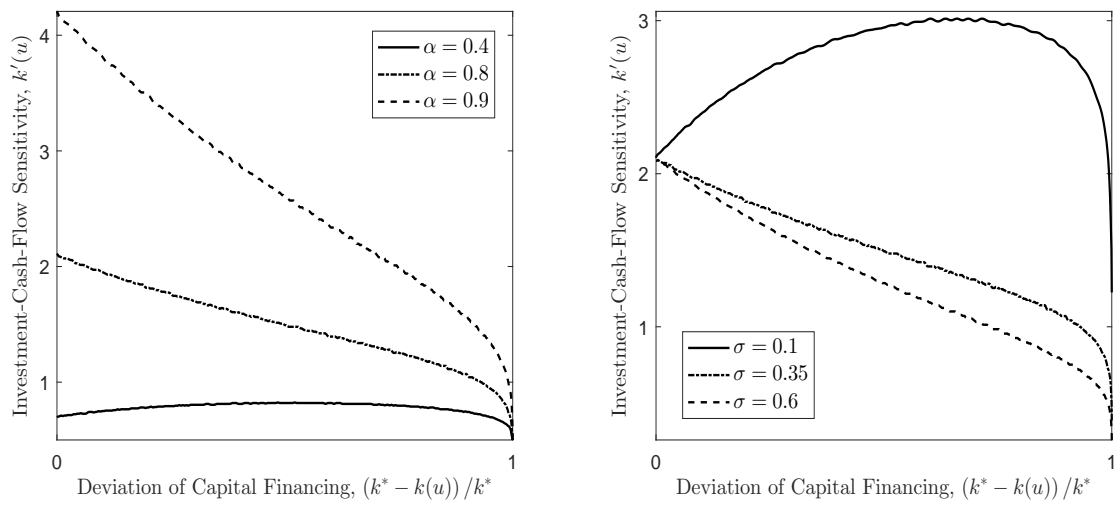 Investment-Cash-Flow Sensitivity, k′(u)
4
3
2
1
α = 0.4
α = 0.8
α = 0.9
0
1
Deviation of Capital Financing, (k* − k(u)) /k*
Investment-Cash-Flow Sensitivity, k′(u)
3
2
1
σ = 0.1
σ = 0.35
σ = 0.6
0
1
Deviation of Capital Financing, (k* − k(u)) /k*